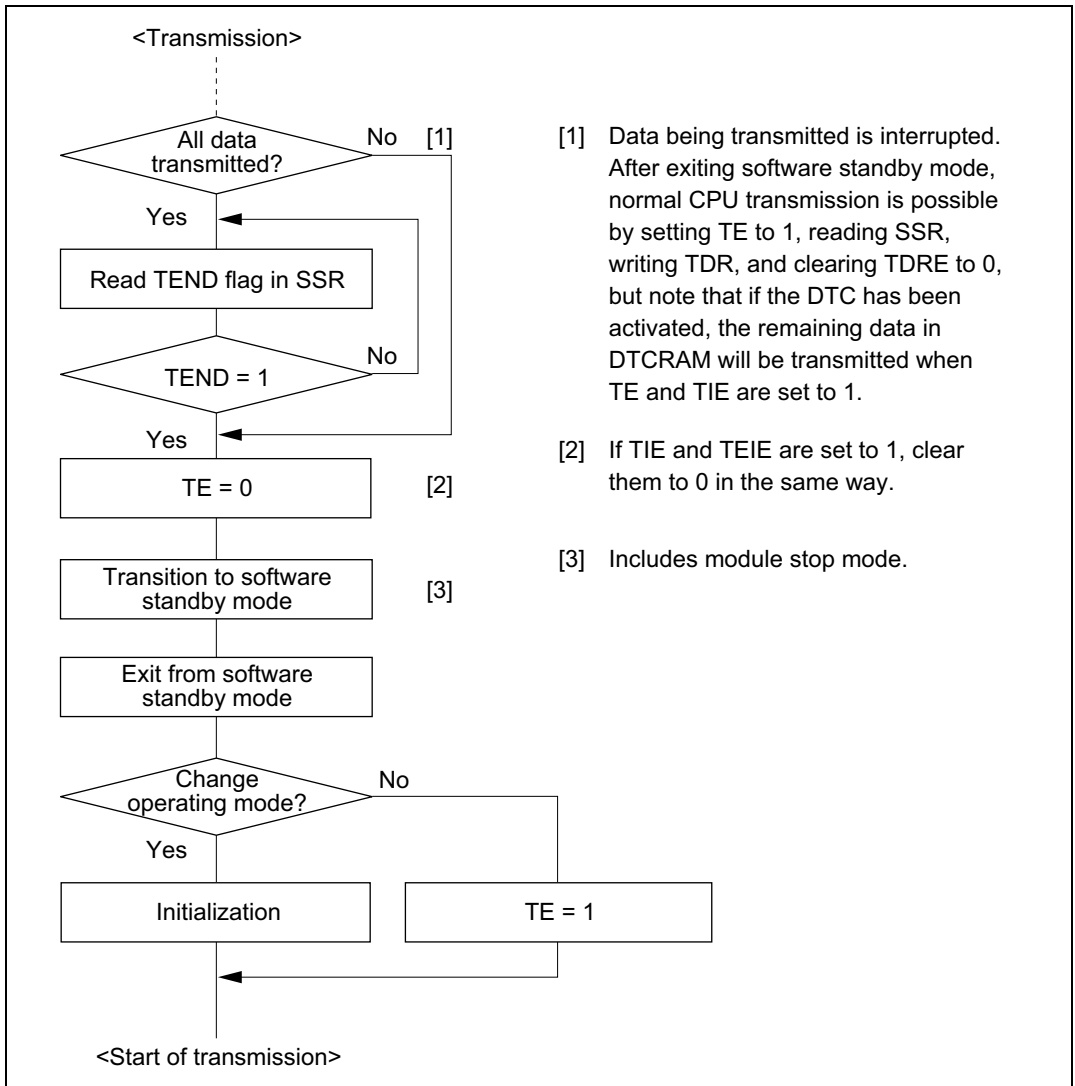 <Transmission>
All data
transmitted?
No
[1]
Yes
Read TEND flag in SSR
TEND = 1
No
Yes
TE = 0
[2]
Transition to software
standby mode
[3]
Exit from software
standby mode
Change
operating mode?
No
Yes
Initialization
TE = 1
<Start of transmission>
[1] Data being transmitted is interrupted.
After exiting software standby mode,
normal CPU transmission is possible
by setting TE to 1, reading SSR,
writing TDR, and clearing TDRE to 0,
but note that if the DTC has been
activated, the remaining data in
DTCRAM will be transmitted when
TE and TIE are set to 1.
[2] If TIE and TEIE are set to 1, clear
them to 0 in the same way.
[3] Includes module stop mode.